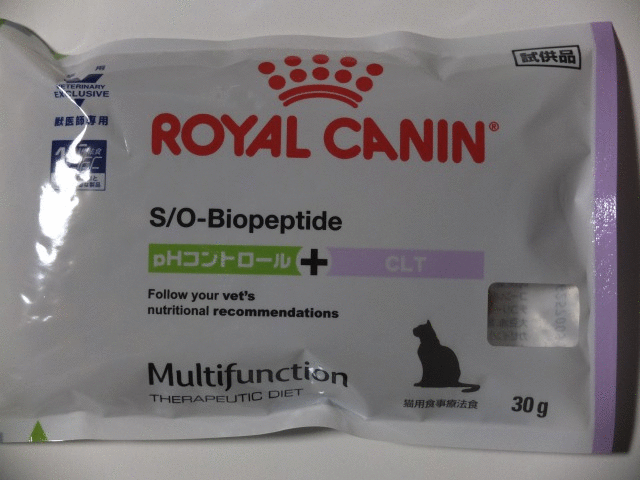 試供品
用
VETERINARY
EXCLUSIVE
獣医師専用
ROYAL CANIN®
S/O-Biopeptide
pHコントロール + CLT
Follow your vet's
nutritional recommendations
Multifunction
THERAPEUTIC DIET
猫用食事療法食
30g